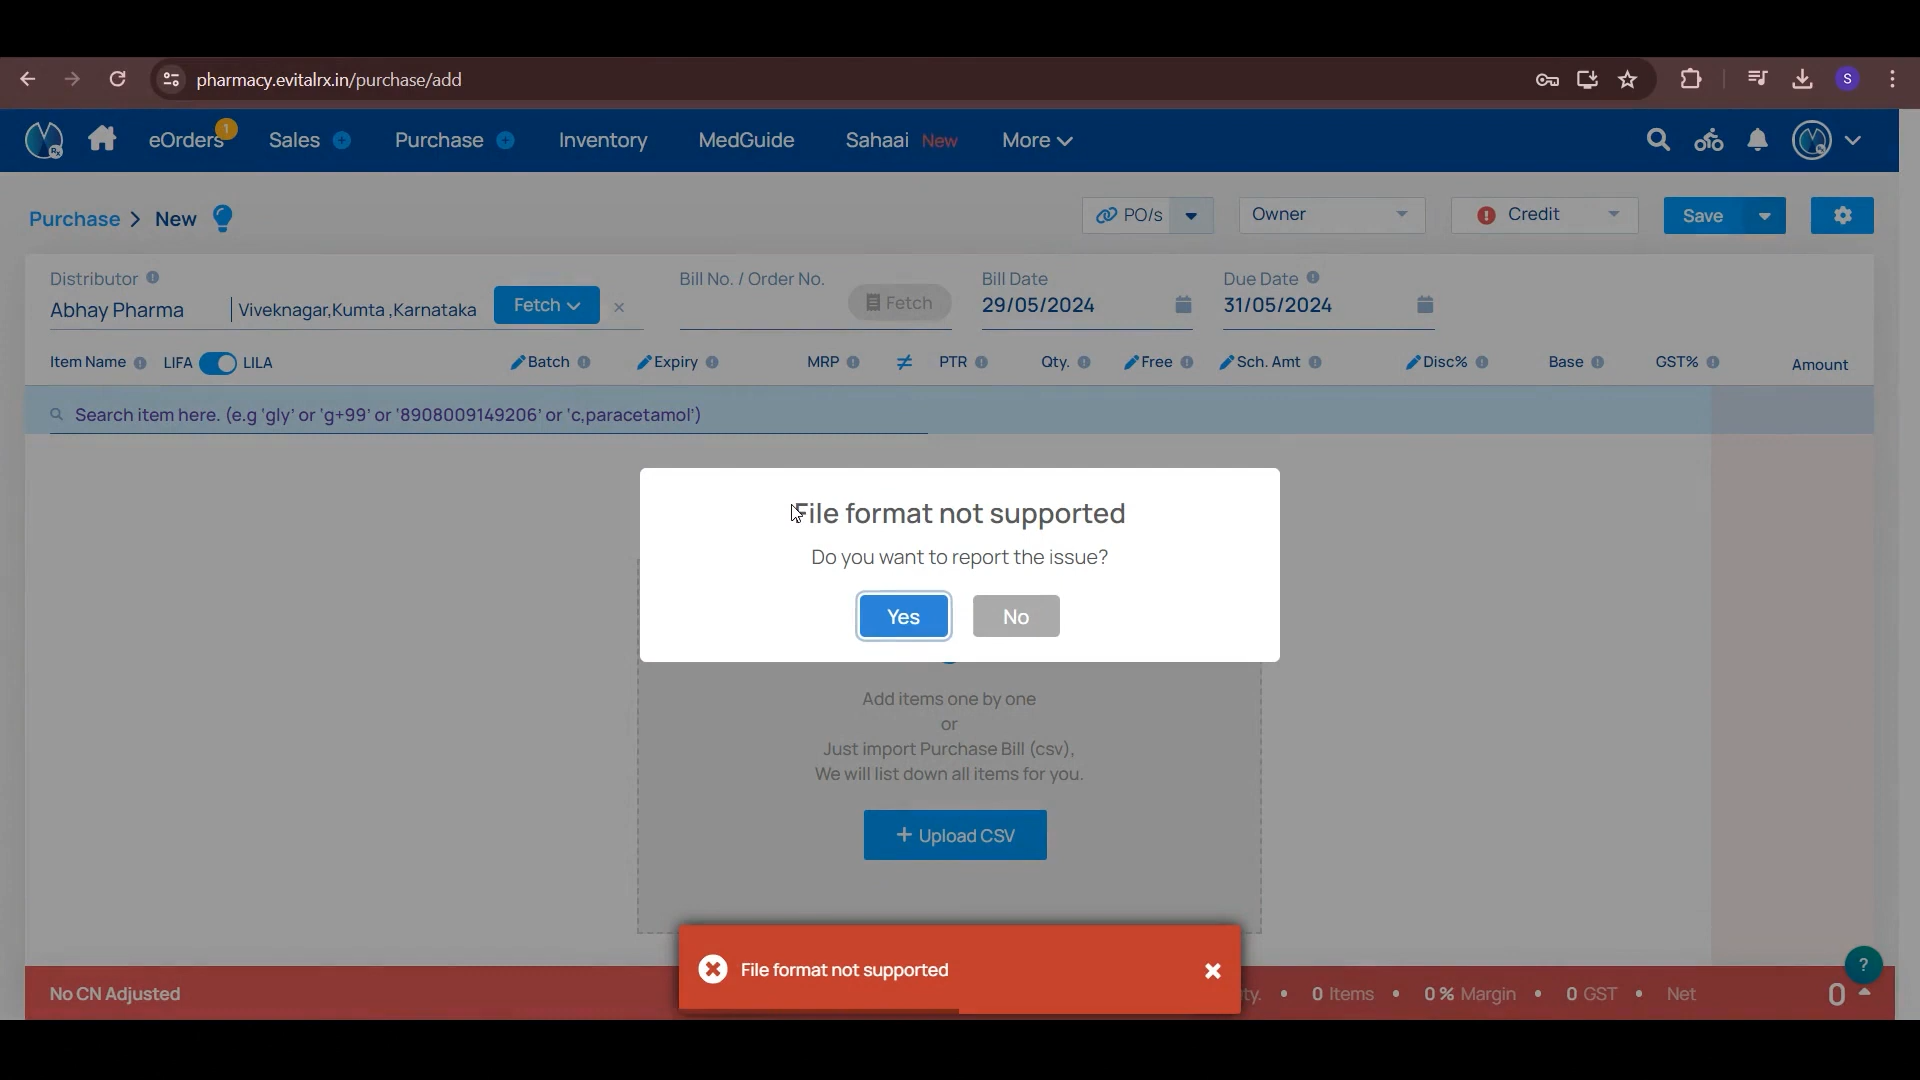 pharmacy.evitalrx.in/purchase/add
S
eOrders 1 Sales Purchase Inventory MedGuide Sahaai New More
Purchase > New
PO/s Owner Credit Save
Distributor Bill No. / Order No. Bill Date Due Date
Abhay Pharma Viveknagar,Kumta ,Karnataka Fetch × Fetch 29/05/2024 31/05/2024
Item Name LIFA LILA Batch Expiry MRP ≠ PTR Qty. Free Sch. Amt Disc% Base GST% Amount
Search item here. (e.g 'gly' or 'g+99' or '8908009149206' or 'c,paracetamol')
File format not supported
Do you want to report the issue?
Yes No
Add items one by one
or
Just import Purchase Bill (csv),
We will list down all items for you.
+ Upload CSV
File format not supported
No CN Adjusted ty. • 0 Items • 0% Margin • 0 GST • Net 0
?